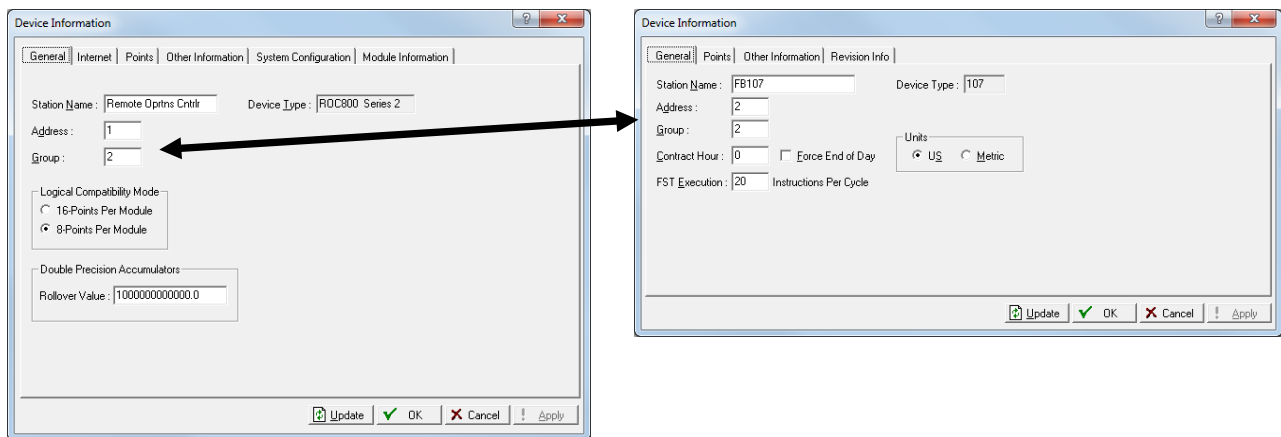 Device Information
General Internet Points Other Information System Configuration Module Information
Station Name : Remote Oprtns Cntrlr Device Type : ROC800 Series 2
Address : 1
Group : 2
Logical Compatibility Mode
16-Points Per Module
8-Points Per Module
Double Precision Accumulators
Rollover Value : 1000000000000.0
Update OK Cancel ! Apply
Device Information
General Points Other Information Revision Info
Station Name : FB107 Device Type : 107
Address : 2
Group : 2
Units
US Metric
Contract Hour : 0 Force End of Day
FST Execution : 20 Instructions Per Cycle
Update OK Cancel ! Apply